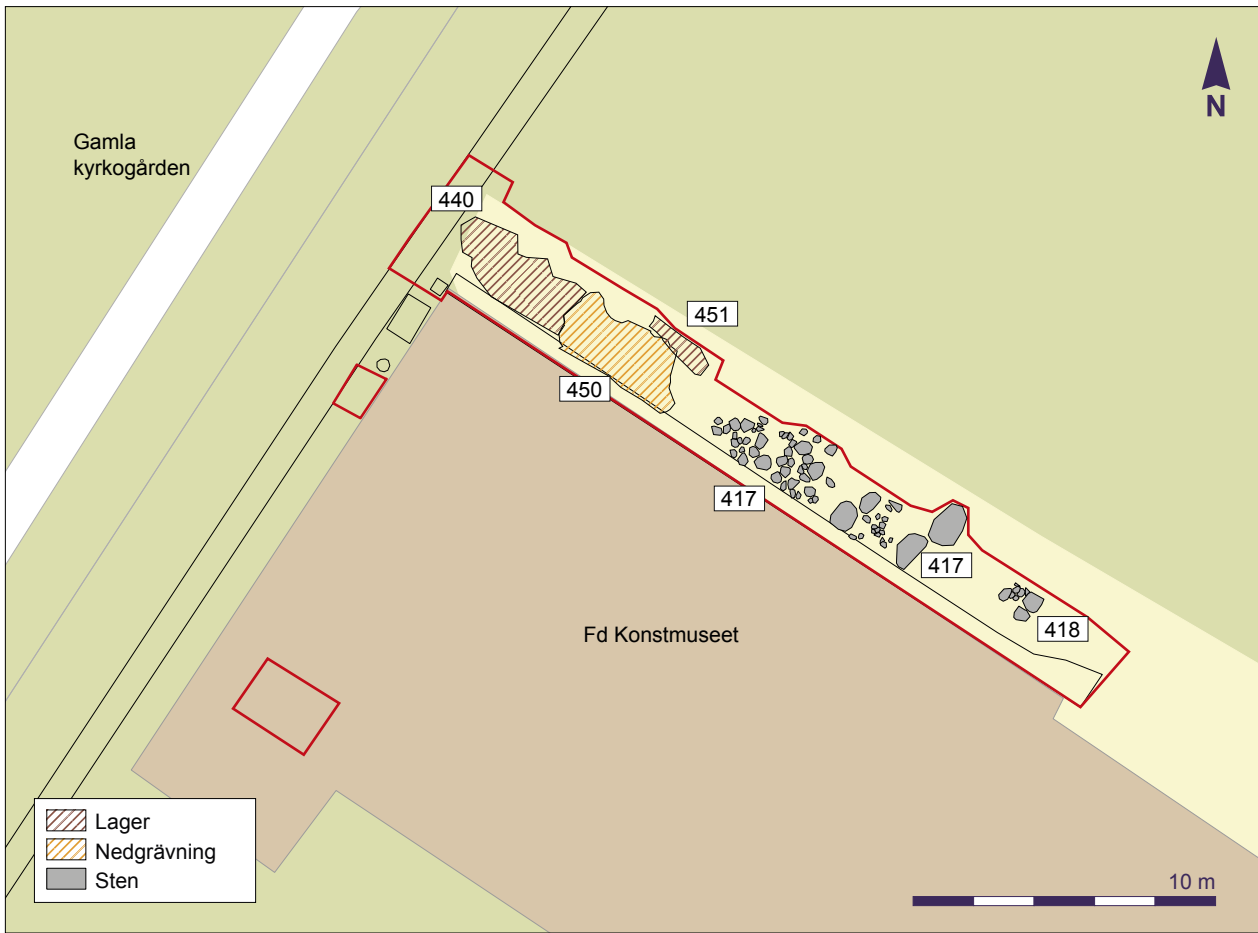 Gamla
kyrkogården
N
440
451
450
417
417
418
Fd Konstmuseet
Lager
Nedgrävning
Sten
10 m